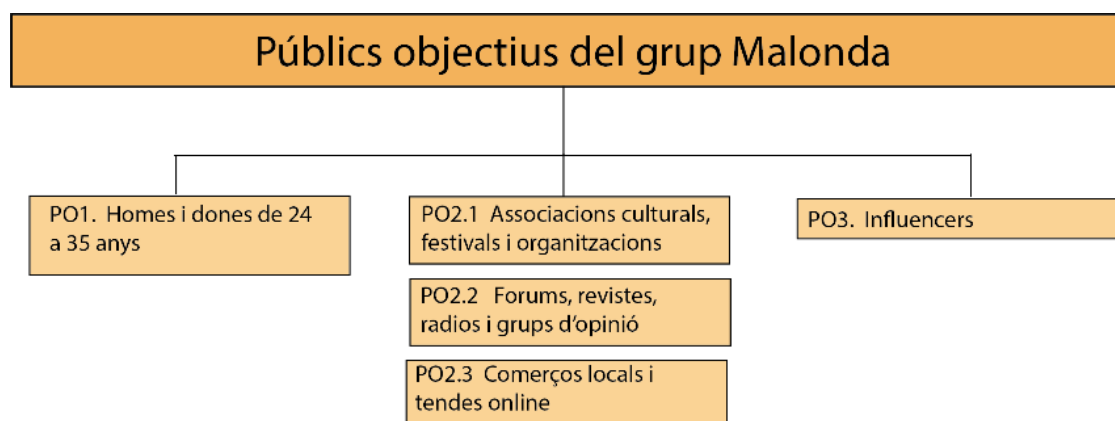 Públics objectius del grup Malonda
PO1. Homes i dones de 24
a 35 anys
PO2.1 Associacions culturals,
festivals i organitzacions
PO2.2 Forums, revistes,
radios i grups d'opinió
PO2.3 Comerços locals i
tendes online
PO3. Influencers